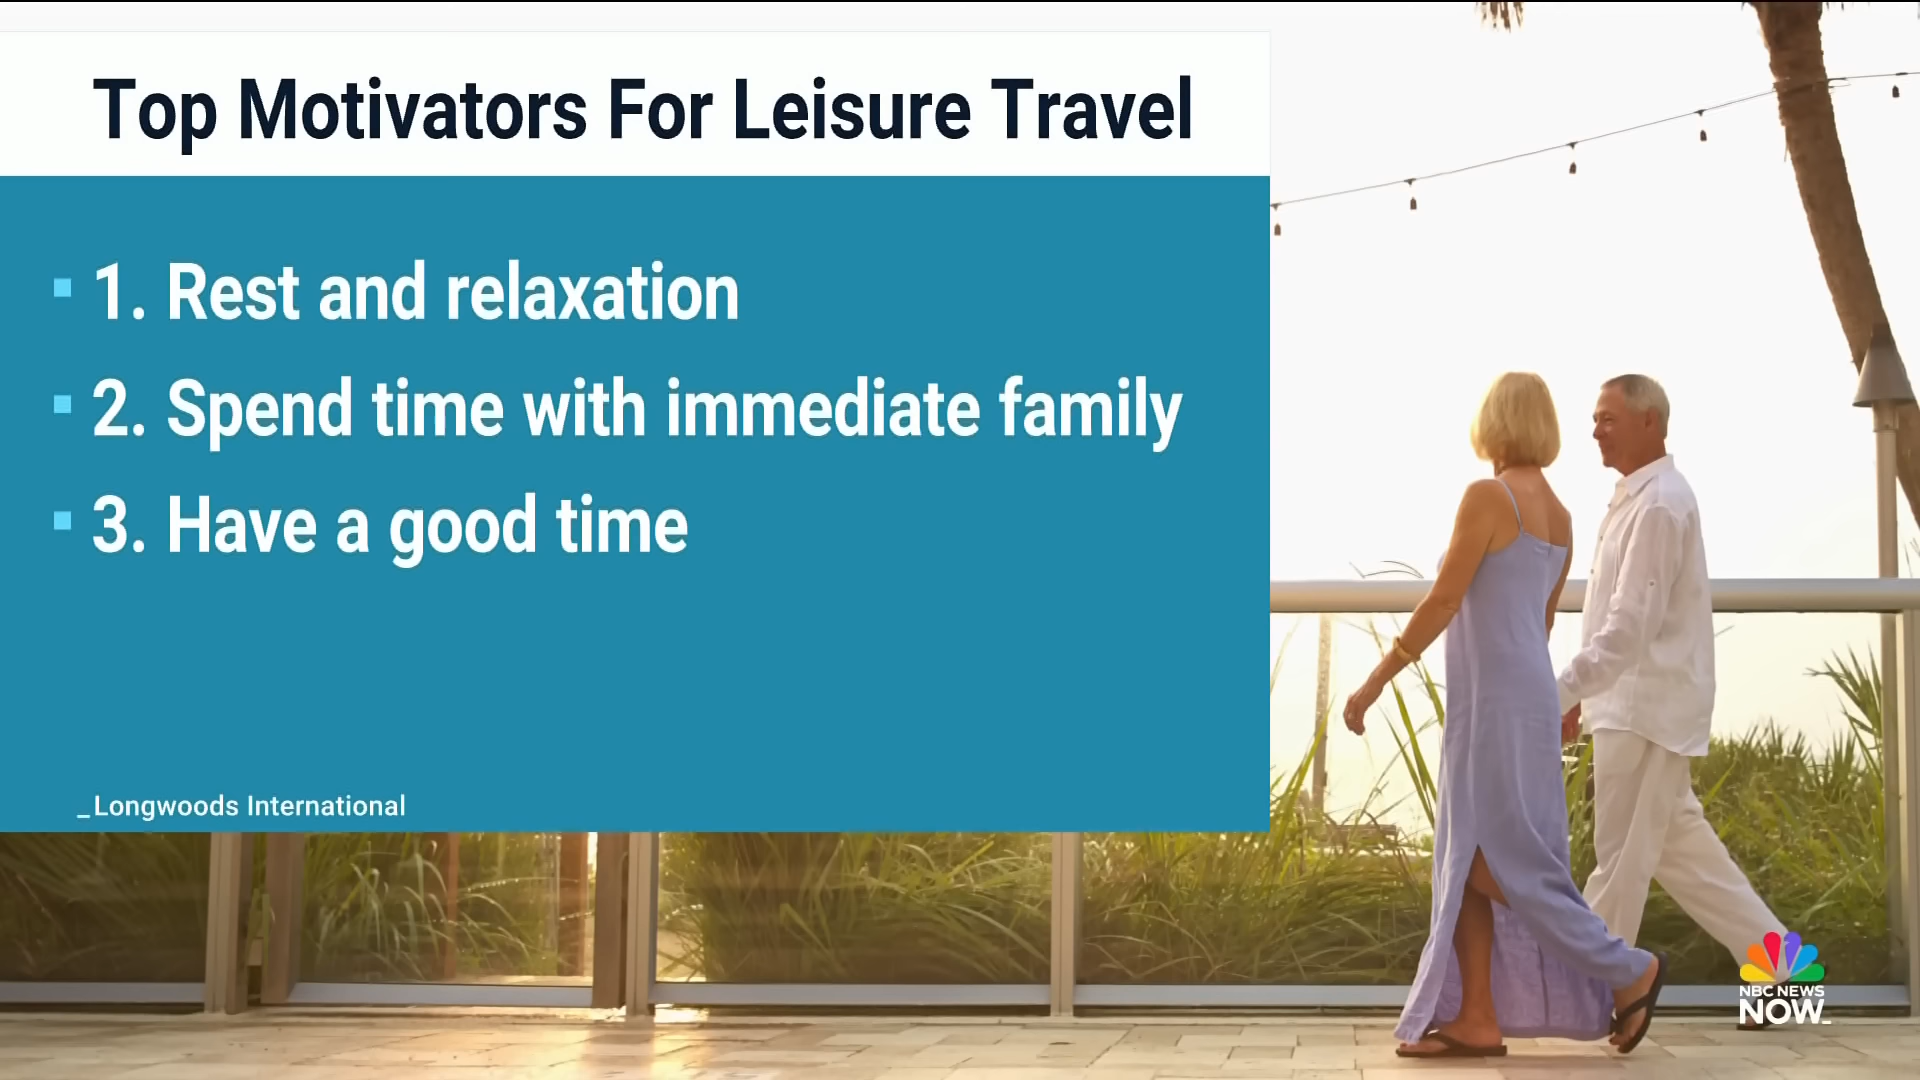 Top Motivators For Leisure Travel
1. Rest and relaxation
2. Spend time with immediate family
3. Have a good time
_Longwoods International
NBC NEWS
NOW_